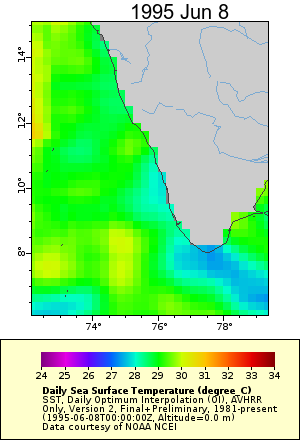 1995 Jun 8
14°
12°
10°
8°
74°
76°
78°
24 25 26 27 28 29 30 31 32 33 34
Daily Sea Surface Temperature (degree_C)
SST, Daily Optimum Interpolation (OI), AVHRR
Only, Version 2, Final+Preliminary, 1981-present
(1995-06-08T00:00:00Z, Altitude=0.0 m)
Data courtesy of NOAA NCEI